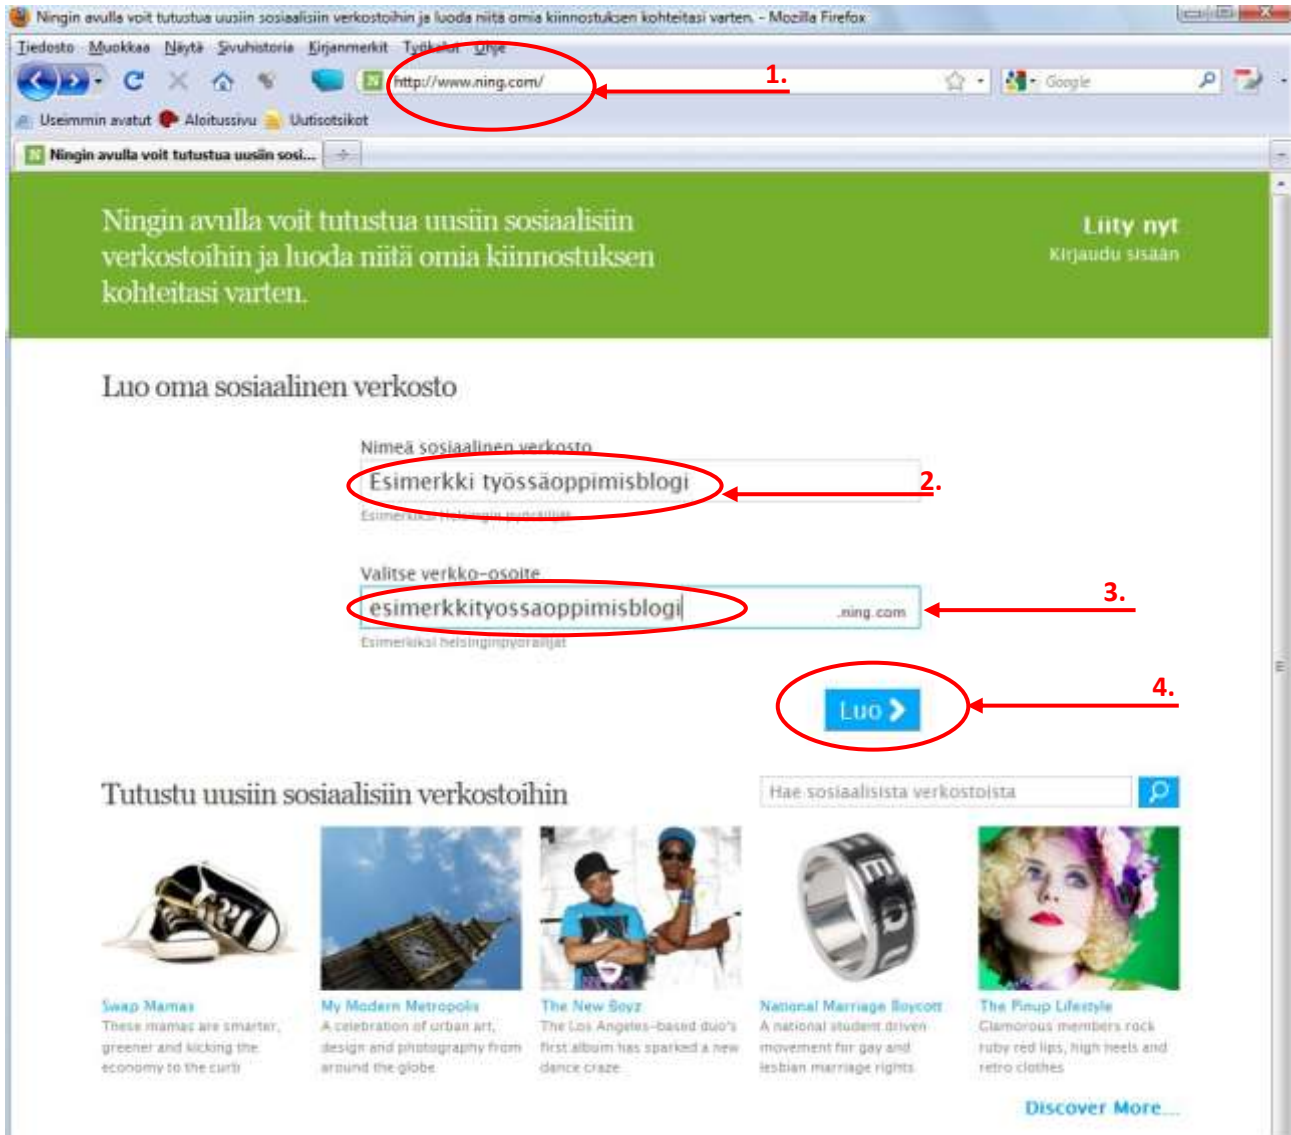 Ningin avulla voit tutustua uusiin sosiaalisiin verkostoihin ja luoda niitä omia kiinnostuksen kohteitasi varten. - Mozilla Firefox
Tiedosto Muokkaa Näytä Sivuhistoria Kirjanmerkit Työkalut Ohje
http://www.ning.com/
1.
Google
Useimmin avatut Aloitussivu Uutisotsikot
Ningin avulla voit tutustua uusiin sosi...
Ningin avulla voit tutustua uusiin sosiaalisiin
verkostoihin ja luoda niitä omia kiinnostuksen
kohteitasi varten.
Liity nyt
Kirjaudu sisään
Luo oma sosiaalinen verkosto
Nimeä sosiaalinen verkosto
Esimerkki työssäoppimisblogi
2.
Esimerkiksi Helsingin pyöräilijät
Valitse verkko-osoite
esimerkkityossaoppimisblogi
.ning.com
3.
Esimerkiksi helsinginpyorailijat
Luo
4.
Tutustu uusiin sosiaalisiin verkostoihin
Hae sosiaalisista verkostoista
Swap Mamas
These mamas are smarter,
greener and kicking the
economy to the curb
My Modern Metropolis
A celebration of urban art,
design and photography from
around the globe
The New Boyz
The Los Angeles-based duo's
first album has sparked a new
dance craze
National Marriage Boycott
A national student driven
movement for gay and
lesbian marriage rights
The Pinup Lifestyle
Glamorous members rock
ruby red lips, high heels and
retro clothes
Discover More...